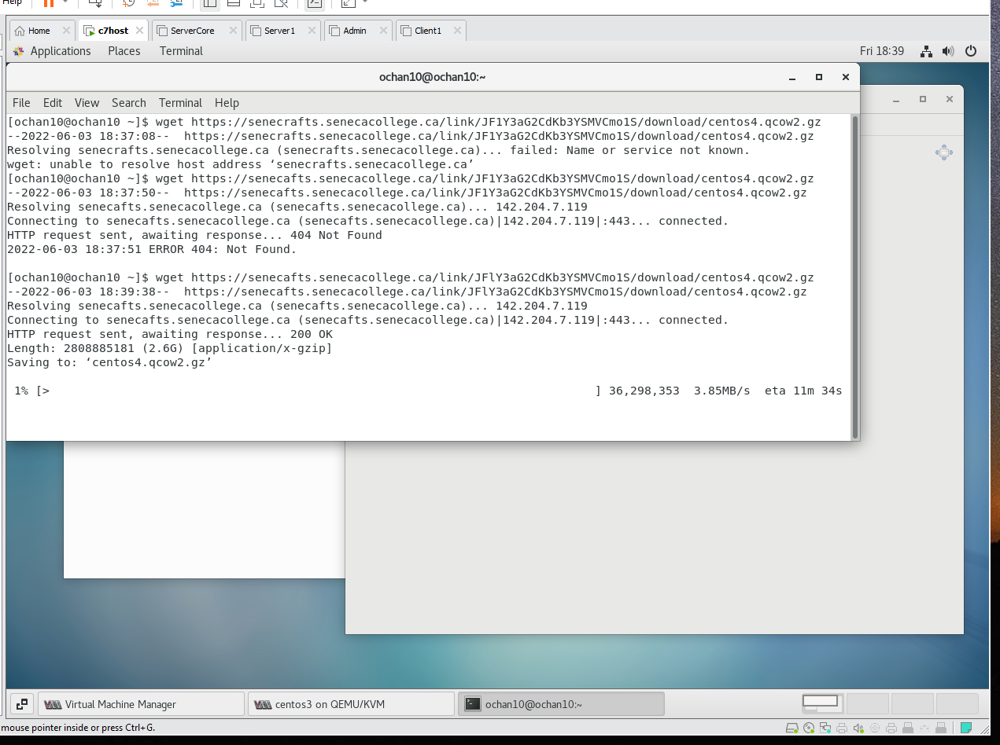 Help
Home
c7host
ServerCore
Server1
Admin
Client1
Applications Places Terminal Fri 18:39
ochan10@ochan10:~
File Edit View Search Terminal Help
[ochan10@ochan10 ~]$ wget https://senecrafts.senecacollege.ca/link/JF1Y3aG2CdKb3YSMVCmo1S/download/centos4.qcow2.gz
--2022-06-03 18:37:08-- https://senecrafts.senecacollege.ca/link/JF1Y3aG2CdKb3YSMVCmo1S/download/centos4.qcow2.gz
Resolving senecrafts.senecacollege.ca (senecrafts.senecacollege.ca)... failed: Name or service not known.
wget: unable to resolve host address ‘senecrafts.senecacollege.ca’
[ochan10@ochan10 ~]$ wget https://senecafts.senecacollege.ca/link/JF1Y3aG2CdKb3YSMVCmo1S/download/centos4.qcow2.gz
--2022-06-03 18:37:50-- https://senecafts.senecacollege.ca/link/JF1Y3aG2CdKb3YSMVCmo1S/download/centos4.qcow2.gz
Resolving senecafts.senecacollege.ca (senecafts.senecacollege.ca)... 142.204.7.119
Connecting to senecafts.senecacollege.ca (senecafts.senecacollege.ca)|142.204.7.119|:443... connected.
HTTP request sent, awaiting response... 404 Not Found
2022-06-03 18:37:51 ERROR 404: Not Found.
[ochan10@ochan10 ~]$ wget https://senecafts.senecacollege.ca/link/JFlY3aG2CdKb3YSMVCmo1S/download/centos4.qcow2.gz
--2022-06-03 18:39:38-- https://senecafts.senecacollege.ca/link/JFlY3aG2CdKb3YSMVCmo1S/download/centos4.qcow2.gz
Resolving senecafts.senecacollege.ca (senecafts.senecacollege.ca)... 142.204.7.119
Connecting to senecafts.senecacollege.ca (senecafts.senecacollege.ca)|142.204.7.119|:443... connected.
HTTP request sent, awaiting response... 200 OK
Length: 2808885181 (2.6G) [application/x-gzip]
Saving to: ‘centos4.qcow2.gz’
1% [> ] 36,298,353 3.85MB/s eta 11m 34s
Virtual Machine Manager
centos3 on QEMU/KVM
ochan10@ochan10:~
mouse pointer inside or press Ctrl+G.